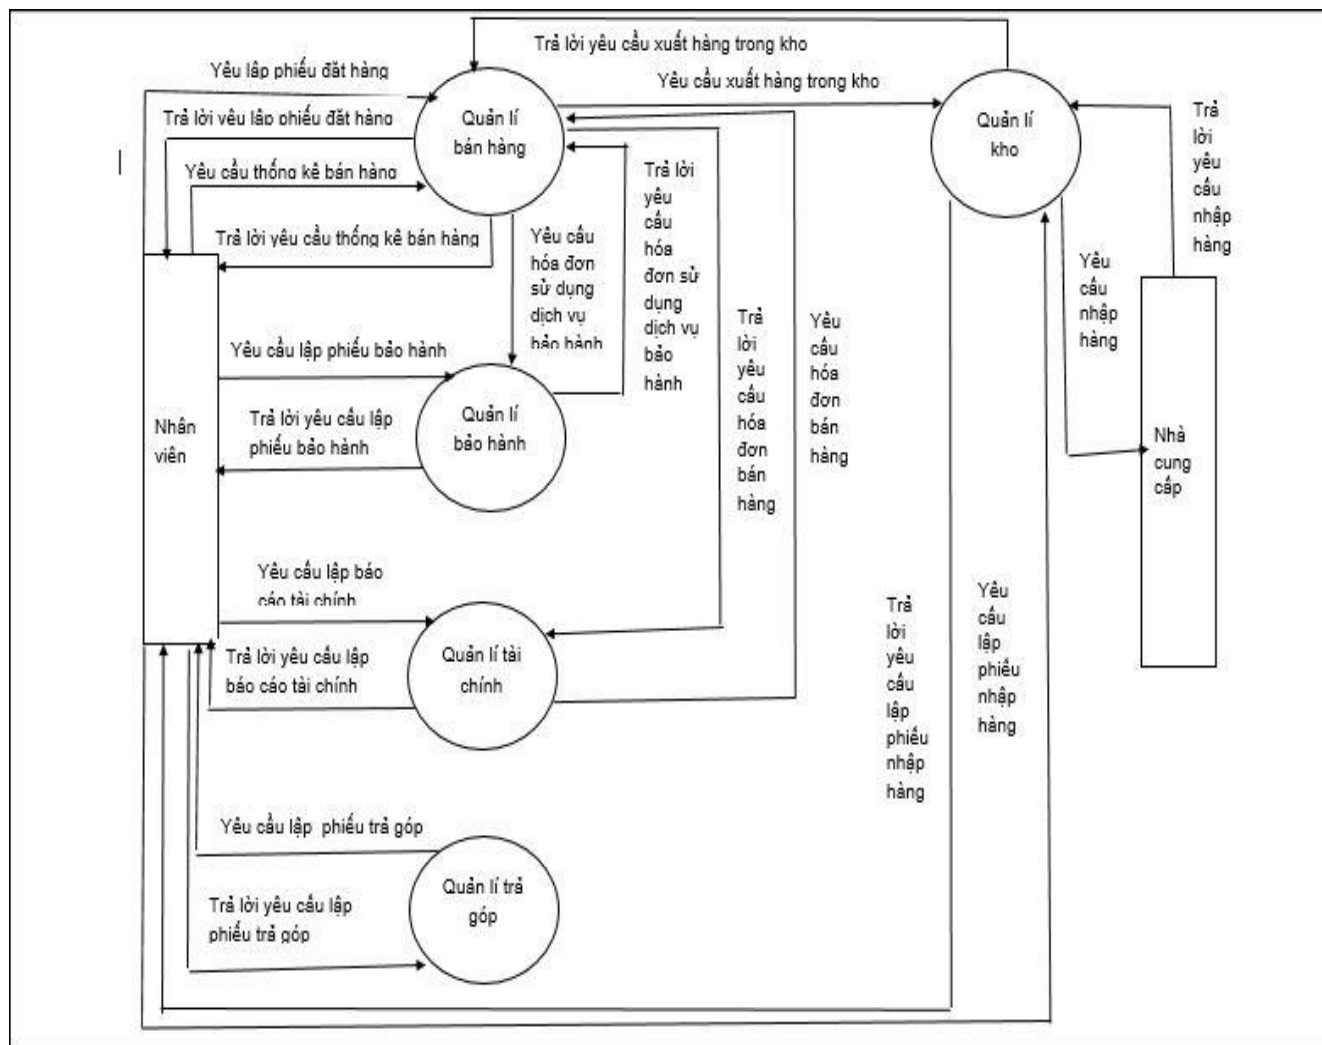 Trả lời yêu cầu xuất hàng trong kho
Yêu lập phiếu đăt hàng
Yêu cầu xuất hàng trong kho
Trả lời yêu lập phiếu đăt hàng
Quản lí
bán hàng
Quản lí
kho
Trả
lời
yêu
cầu
nhập
hàng
Yêu cầu thống kê bán hàng
Trả lời yêu cầu thống kê bán hàng
Yêu cầu
hóa đơn
sử dụng
dịch vụ
bảo hành
Trả lời
yêu
cầu
hóa
đơn sử
dụng
dịch vụ
bảo
hành
Trả
lời
yêu
cầu
hóa
đơn
bán
hàng
Yêu
cầu
hóa
đơn
bán
hàng
Yêu
cầu
nhập
hàng
Yêu cầu lập phiếu bảo hành
Nhân
viên
Trả lời yêu cầu lập
phiếu bảo hành
Quản lí
bảo hành
Nhà
cung
cấp
Yêu cầu lập báo
cáo tài chính
Trả lời yêu cầu lập
báo cáo tài chính
Quản lí tài
chính
Trả
lời
yêu
cầu
lập
phiếu
nhập
hàng
Yêu
cầu
lập
phiếu
nhập
hàng
Yêu cầu lập phiếu trả góp
Quản lí trả
góp
Trả lời yêu cầu lập
phiếu trả góp